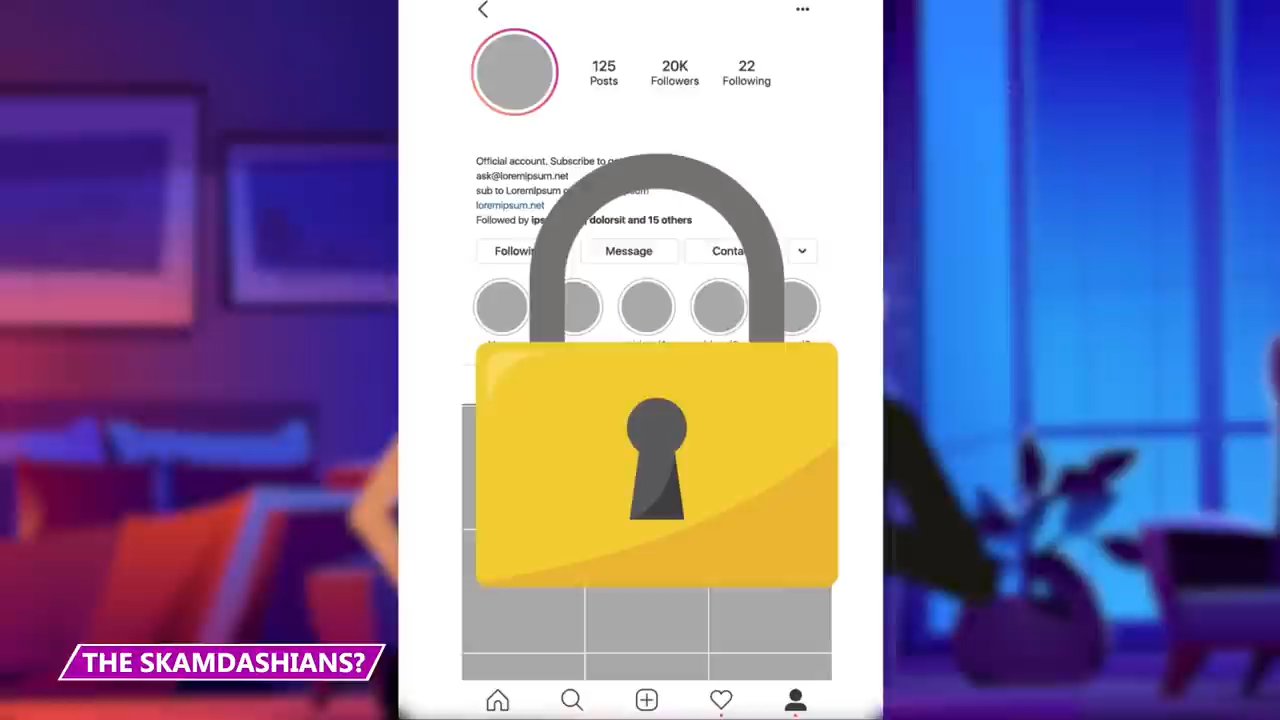 125 20K 22
Posts Followers Following
Official account. Subscribe to
ask@loremipsum.net
sub to LoremIpsum
loremipsum.net
Followed by dolorsit and 15 others
Message
THE SKAMDASHIANS?